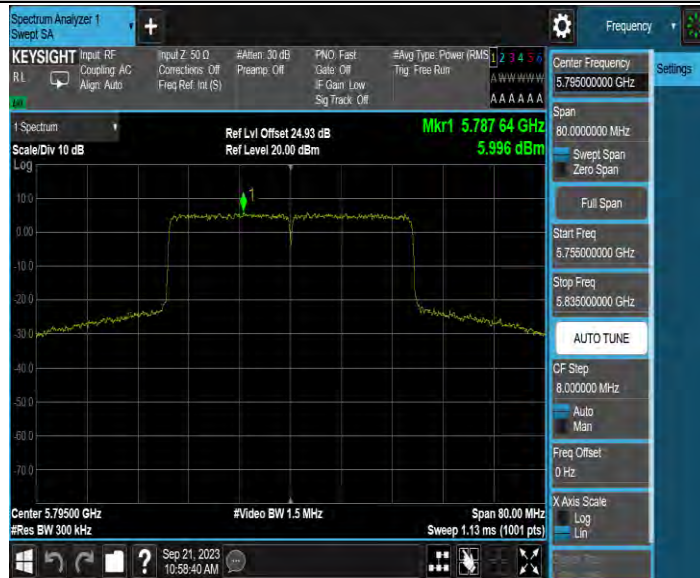 Spectrum Analyzer 1
Swept SA
+
Frequency
KEYSIGHT
RL
Input: RF
Coupling: AC
Align: Auto
Input Z: 50 Ω
Corrections: Off
Freq Ref: Int (S)
#Atten: 30 dB
Preamp: Off
PNO: Fast
Gate: Off
IF Gain: Low
Sig Track: Off
#Avg Type: Power (RMS
Trig: Free Run
1 2 3 4 5 6
A W W W W W
A A A A A A
1 Spectrum
Scale/Div 10 dB
Ref Lvl Offset 24.93 dB
Ref Level 20.00 dBm
Mkr1 5.787 64 GHz
5.996 dBm
Log
1
10.0
0.00
-10.0
-20.0
-30.0
-40.0
-50.0
-60.0
-70.0
Center 5.79500 GHz
#Res BW 300 kHz
#Video BW 1.5 MHz
Span 80.00 MHz
Sweep 1.13 ms (1001 pts)
Center Frequency
5.795000000 GHz
Settings
Span
80.0000000 MHz
Swept Span
Zero Span
Full Span
Start Freq
5.755000000 GHz
Stop Freq
5.835000000 GHz
AUTO TUNE
CF Step
8.000000 MHz
Auto
Man
Freq Offset
0 Hz
X Axis Scale
Log
Lin
?
Sep 21, 2023
10:58:40 AM